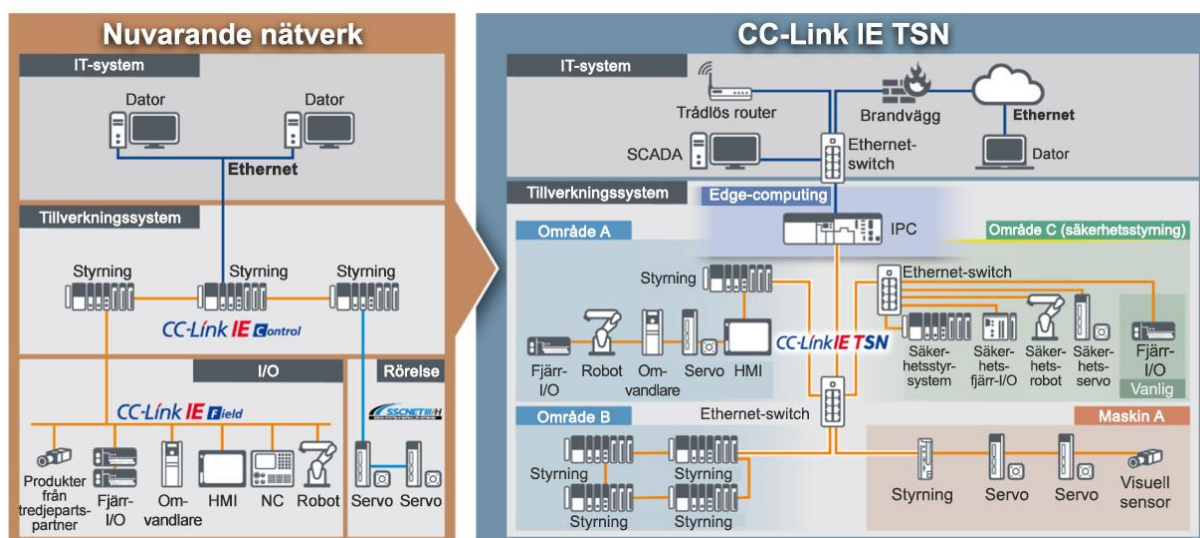 Nuvarande nätverk
IT-system
Dator
Dator
Ethernet
Tillverkningssystem
Styrning
Styrning
Styrning
CC-Link IE Control
I/O
Rörelse
CC-Link IE Field
SSCNETIII/H
Produkter
från
tredjeparts-
partner
Fjärr-
I/O
Om-
vandlare
HMI
NC
Robot
Servo
Servo
CC-Link IE TSN
IT-system
Trådlös router
Brandvägg
Ethernet
SCADA
Ethernet-
switch
Dator
Tillverkningssystem
Edge-computing
IPC
Område A
Styrning
Fjärr-
I/O
Robot
Om-
vandlare
Servo
HMI
CC-Link IE TSN
Område C (säkerhetsstyrning)
Ethernet-switch
Säker-
hetsstyr-
system
Säker-
hets-
fjärr-I/O
Säker-
hets-
robot
Säker-
hets-
servo
Fjärr-
I/O
Vanlig
Ethernet-switch
Område B
Styrning
Styrning
Styrning
Styrning
Maskin A
Styrning
Servo
Servo
Visuell
sensor